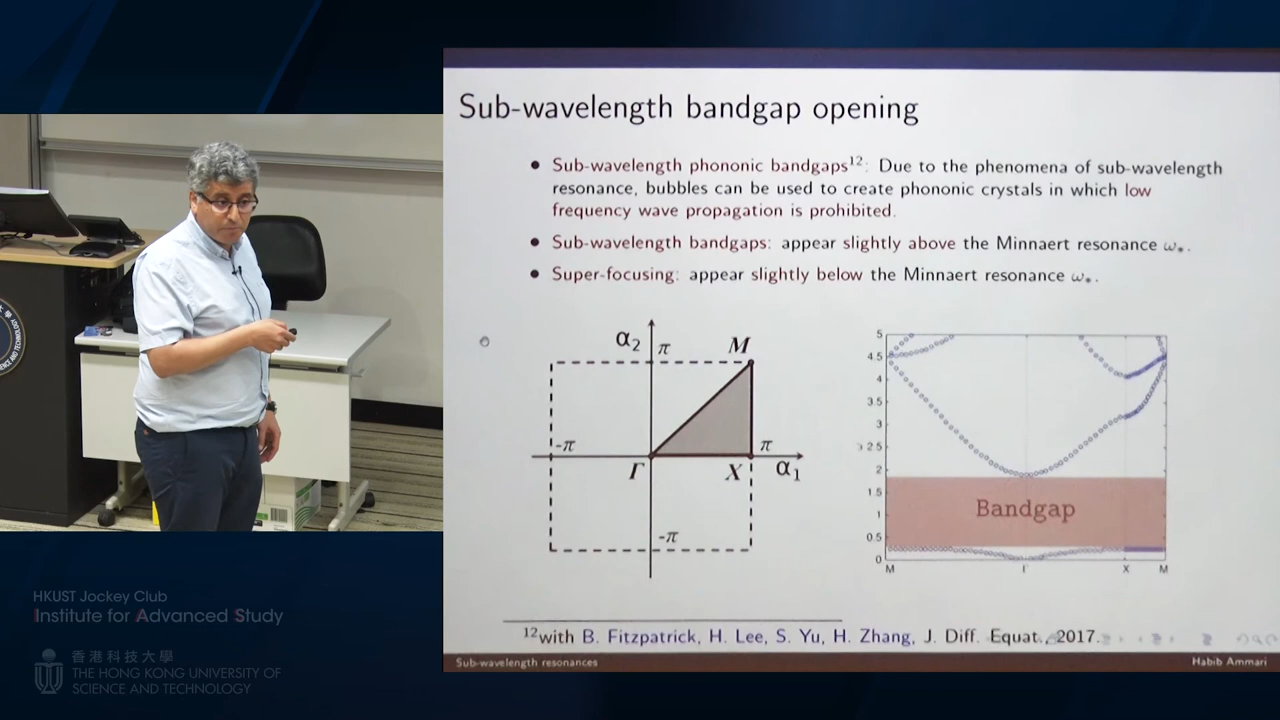 Sub-wavelength bandgap opening
• Sub-wavelength phononic bandgaps¹²: Due to the phenomena of sub-wavelength
resonance, bubbles can be used to create phononic crystals in which low
frequency wave propagation is prohibited.
• Sub-wavelength bandgaps: appear slightly above the Minnaert resonance ω*.
• Super-focusing: appear slightly below the Minnaert resonance ω*.
α₂
π
M
-π
π
Γ
X
α₁
-π
5
4.5
4
3.5
3
2.5
2
1.5
1
0.5
0
Bandgap
M
Γ
X
M
¹²with B. Fitzpatrick, H. Lee, S. Yu, H. Zhang, J. Diff. Equat., 2017.
Sub-wavelength resonances
Habib Ammari
HKUST Jockey Club
Institute for Advanced Study
香港科技大學
THE HONG KONG UNIVERSITY OF
SCIENCE AND TECHNOLOGY